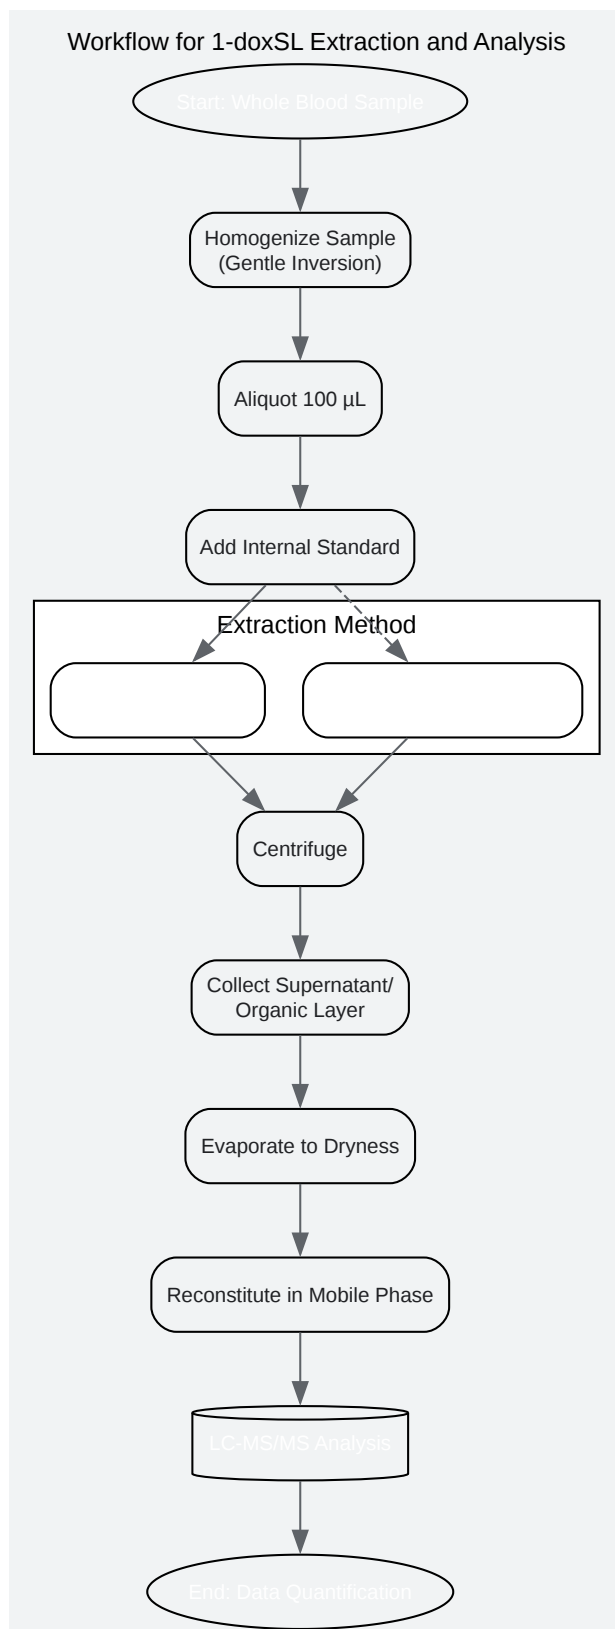 Workflow for 1-doxSL Extraction and Analysis
Start: Whole Blood Sample
Homogenize Sample
(Gentle Inversion)
Aliquot 100 µL
Add Internal Standard
Extraction Method
Centrifuge
Collect Supernatant/
Organic Layer
Evaporate to Dryness
Reconstitute in Mobile Phase
LC-MS/MS Analysis
End: Data Quantification